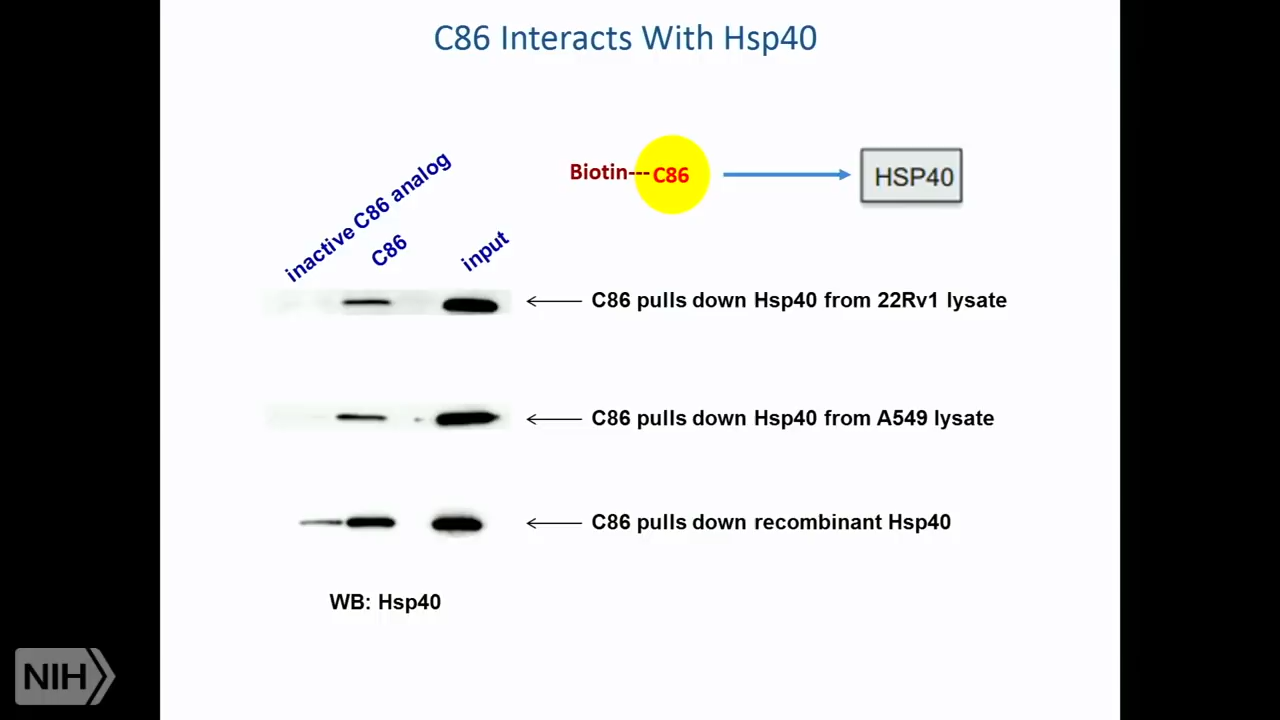 C86 Interacts With Hsp40
Biotin---C86
HSP40
inactive C86 analog
C86
input
C86 pulls down Hsp40 from 22Rv1 lysate
C86 pulls down Hsp40 from A549 lysate
C86 pulls down recombinant Hsp40
WB: Hsp40
NIH